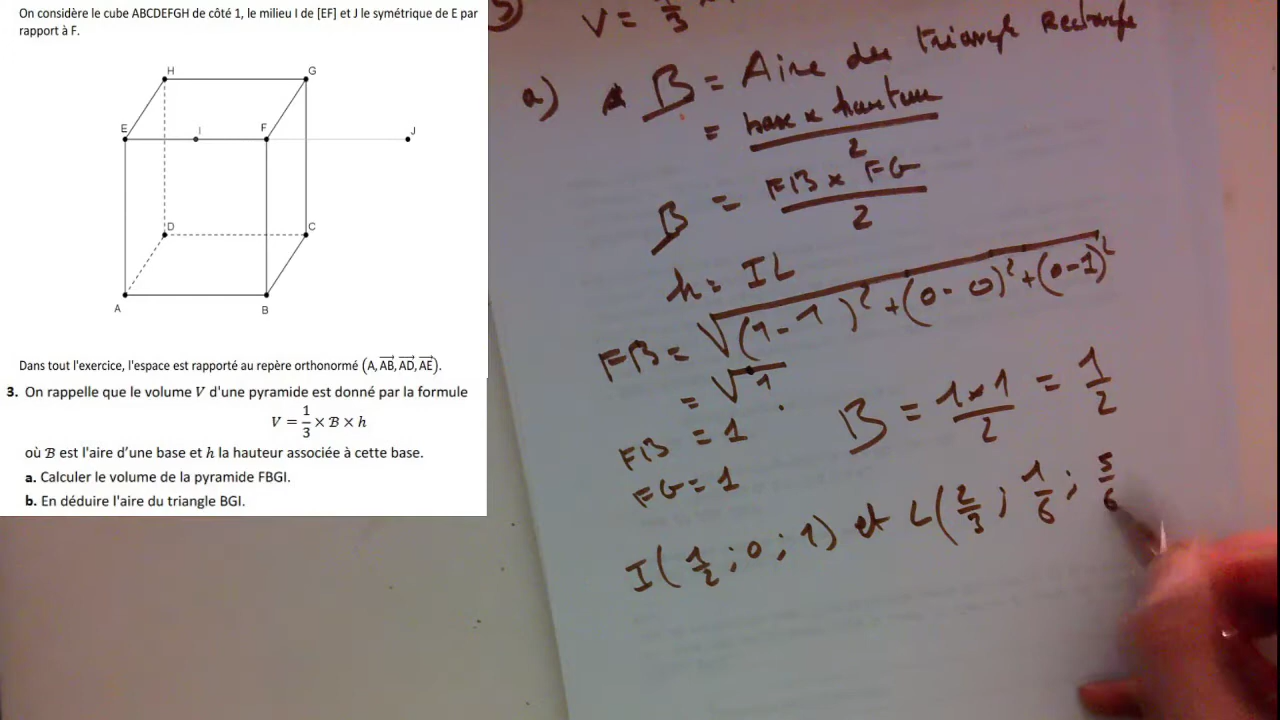 On considère le cube ABCDEFGH de côté 1, le milieu I de [EF] et J le symétrique de E par
rapport à F.
H
G
E
I
F
J
D
C
A
B
Dans tout l'exercice, l'espace est rapporté au repère orthonormé (A, AB, AD, AE).
3. On rappelle que le volume V d'une pyramide est donné par la formule
V = 1/3 × B × h
où B est l'aire d'une base et h la hauteur associée à cette base.
a. Calculer le volume de la pyramide FBGI.
b. En déduire l'aire du triangle BGI.
V = 1/3
a) B = Aire du triangle Rectangle
= base × hauteur / 2
B = FB × FG / 2
h = IL
FB = √(1-1)² + (0-0)² + (0-1)²
= √1
FB = 1
B = 1×1/2 = 1/2
FG = 1
I(1/2 ; 0 ; 1) et L(2/3 ; 1/6 ; 5/6